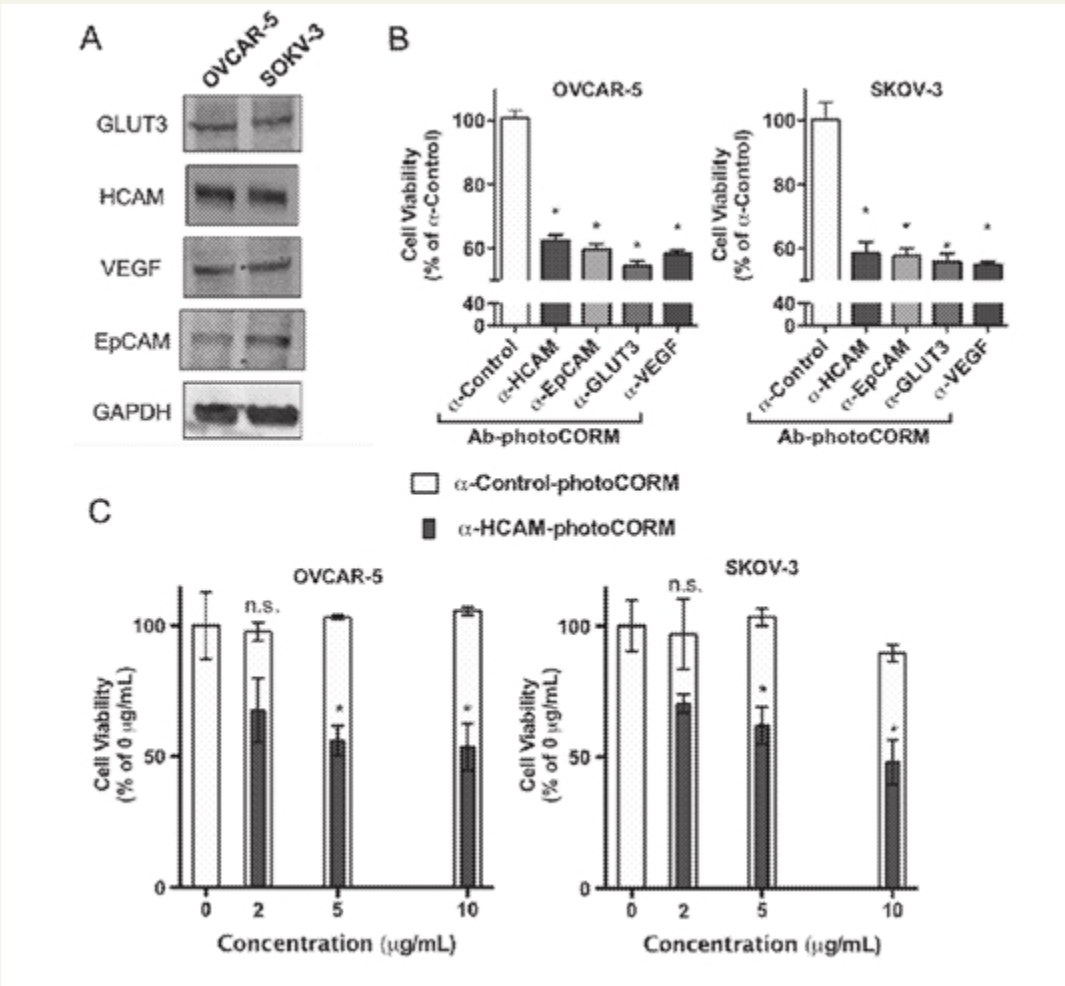 A
OVCAR-5
SOKV-3
GLUT3
HCAM
VEGF
EpCAM
GAPDH
B
OVCAR-5
Cell Viability
(% of α-Control)
100
80
60
40
0
α-Control
α-HCAM
α-EpCAM
α-GLUT3
α-VEGF
Ab-photoCORM
SKOV-3
Cell Viability
(% of α-Control)
100
80
60
40
0
α-Control
α-HCAM
α-EpCAM
α-GLUT3
α-VEGF
Ab-photoCORM
* * * *
* * * *
α-Control-photoCORM
α-HCAM-photoCORM
C
OVCAR-5
Cell Viability
(% of 0 μg/mL)
100
50
0
n.s.
* *
0 2 5 10
Concentration (μg/mL)
SKOV-3
Cell Viability
(% of 0 μg/mL)
100
50
0
n.s.
* *
0 2 5 10
Concentration (μg/mL)